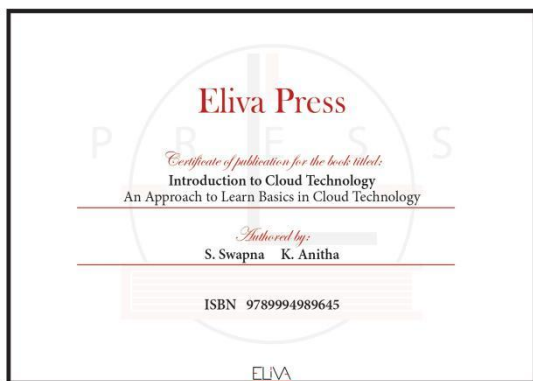 Eliva Press
P R E S S
Certificate of publication for the book titled:
Introduction to Cloud Technology
An Approach to Learn Basics in Cloud Technology
Authored by:
S. Swapna K. Anitha
ISBN 9789994989645
ELIVA